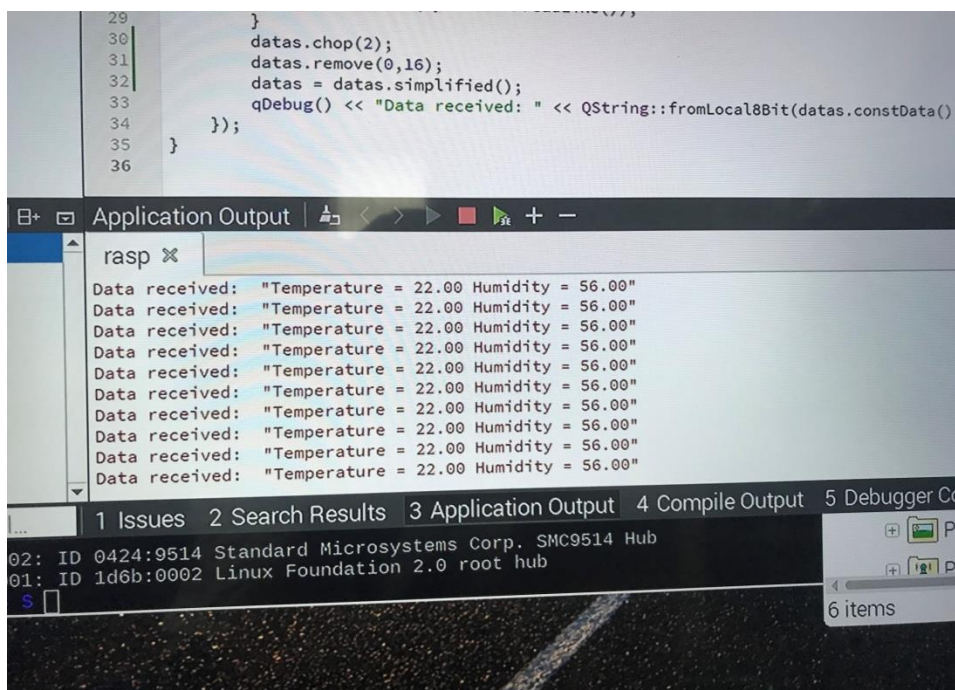 29 }
30 datas.chop(2);
31 datas.remove(0,16);
32 datas = datas.simplified();
33 qDebug() << "Data received: " << QString::fromLocal8Bit(datas.constData()
34 });
35 }
36
Application Output
rasp
Data received: "Temperature = 22.00 Humidity = 56.00"
Data received: "Temperature = 22.00 Humidity = 56.00"
Data received: "Temperature = 22.00 Humidity = 56.00"
Data received: "Temperature = 22.00 Humidity = 56.00"
Data received: "Temperature = 22.00 Humidity = 56.00"
Data received: "Temperature = 22.00 Humidity = 56.00"
Data received: "Temperature = 22.00 Humidity = 56.00"
Data received: "Temperature = 22.00 Humidity = 56.00"
Data received: "Temperature = 22.00 Humidity = 56.00"
Data received: "Temperature = 22.00 Humidity = 56.00"
l... 1 Issues 2 Search Results 3 Application Output 4 Compile Output 5 Debugger Co
02: ID 0424:9514 Standard Microsystems Corp. SMC9514 Hub
01: ID 1d6b:0002 Linux Foundation 2.0 root hub
S
P
P
6 items